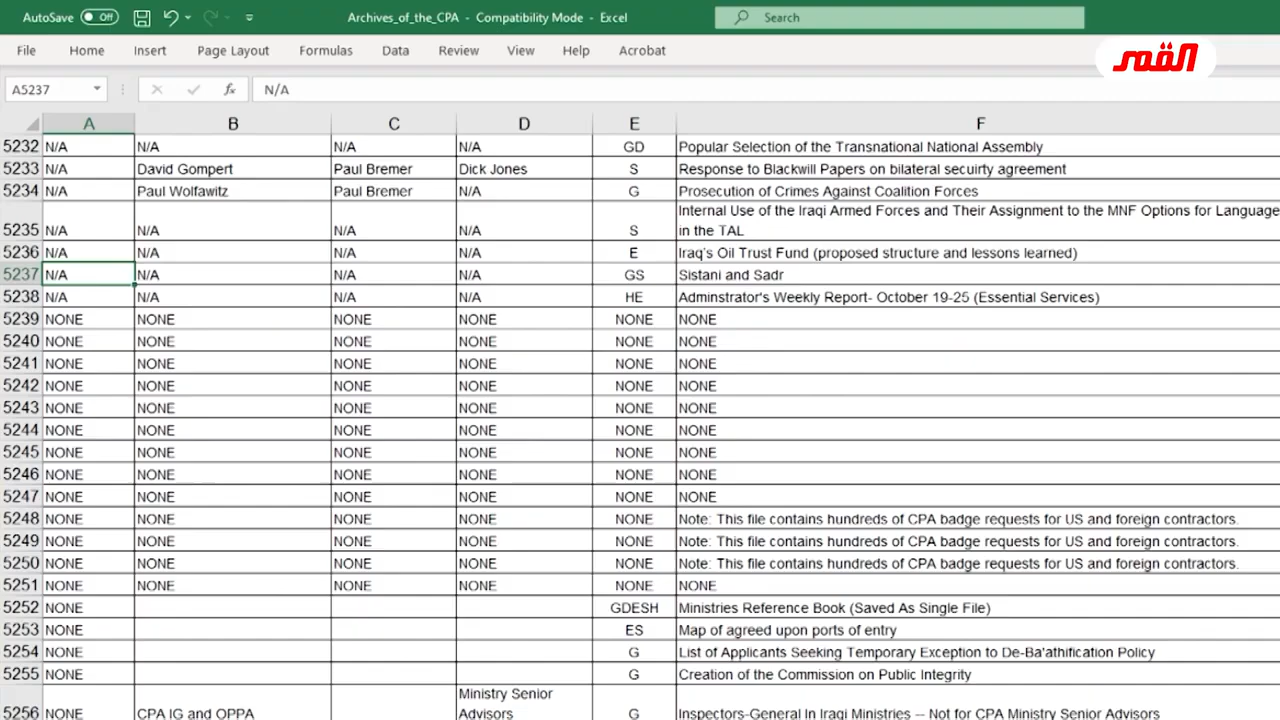 AutoSave Off Archives_of_the_CPA - Compatibility Mode - Excel Search
File Home Insert Page Layout Formulas Data Review View Help Acrobat
القمر
A5237 fx N/A
A B C D E F
5232 N/A N/A N/A N/A GD Popular Selection of the Transnational National Assembly
5233 N/A David Gompert Paul Bremer Dick Jones S Response to Blackwill Papers on bilateral secuirty agreement
5234 N/A Paul Wolfawitz Paul Bremer N/A G Prosecution of Crimes Against Coalition Forces
Internal Use of the Iraqi Armed Forces and Their Assignment to the MNF Options for Language
5235 N/A N/A N/A N/A S in the TAL
5236 N/A N/A N/A N/A E Iraq's Oil Trust Fund (proposed structure and lessons learned)
5237 N/A N/A N/A N/A GS Sistani and Sadr
5238 N/A N/A N/A N/A HE Adminstrator's Weekly Report- October 19-25 (Essential Services)
5239 NONE NONE NONE NONE NONE NONE
5240 NONE NONE NONE NONE NONE NONE
5241 NONE NONE NONE NONE NONE NONE
5242 NONE NONE NONE NONE NONE NONE
5243 NONE NONE NONE NONE NONE NONE
5244 NONE NONE NONE NONE NONE NONE
5245 NONE NONE NONE NONE NONE NONE
5246 NONE NONE NONE NONE NONE NONE
5247 NONE NONE NONE NONE NONE NONE
5248 NONE NONE NONE NONE NONE Note: This file contains hundreds of CPA badge requests for US and foreign contractors.
5249 NONE NONE NONE NONE NONE Note: This file contains hundreds of CPA badge requests for US and foreign contractors.
5250 NONE NONE NONE NONE NONE Note: This file contains hundreds of CPA badge requests for US and foreign contractors.
5251 NONE NONE NONE NONE NONE NONE
5252 NONE GDESH Ministries Reference Book (Saved As Single File)
5253 NONE ES Map of agreed upon ports of entry
5254 NONE G List of Applicants Seeking Temporary Exception to De-Ba'athification Policy
5255 NONE G Creation of the Commission on Public Integrity
Ministry Senior
5256 NONE CPA IG and OPPA Advisors G Inspectors-General In Iraqi Ministries -- Not for CPA Ministry Senior Advisors